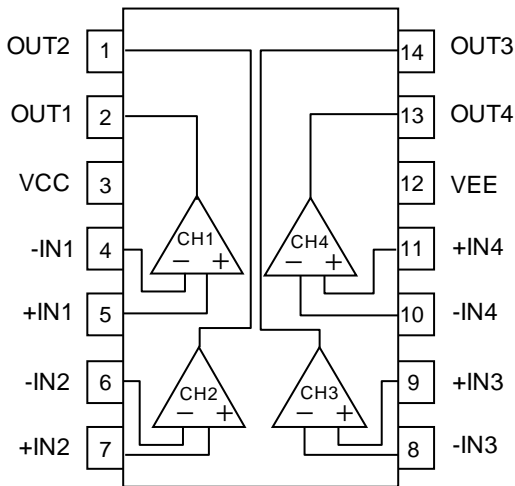 OUT2 1 14 OUT3
OUT1 2 13 OUT4
VCC 3 12 VEE
-IN1 4 CH1 CH4 11 +IN4
− + − +
+IN1 5 10 -IN4
-IN2 6 CH2 CH3 9 +IN3
− + − +
+IN2 7 8 -IN3